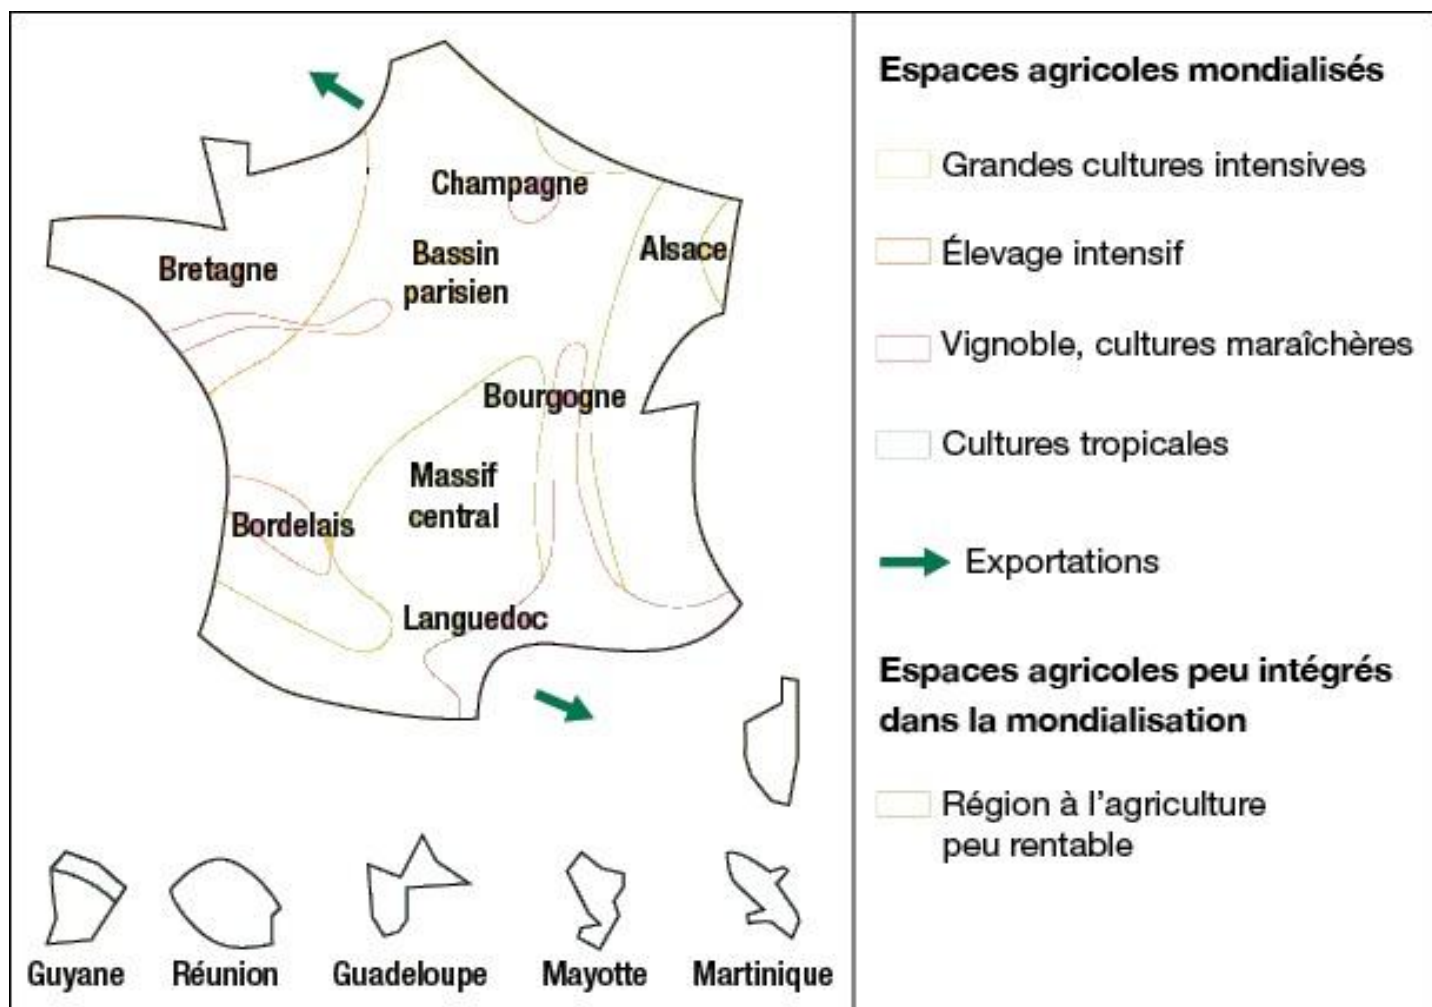 Champagne
Alsace
Bretagne
Bassin
parisien
Bourgogne
Massif
central
Bordelais
Languedoc
Guyane
Réunion
Guadeloupe
Mayotte
Martinique
Espaces agricoles mondialisés
Grandes cultures intensives
Élevage intensif
Vignoble, cultures maraîchères
Cultures tropicales
Exportations
Espaces agricoles peu intégrés
dans la mondialisation
Région à l'agriculture
peu rentable